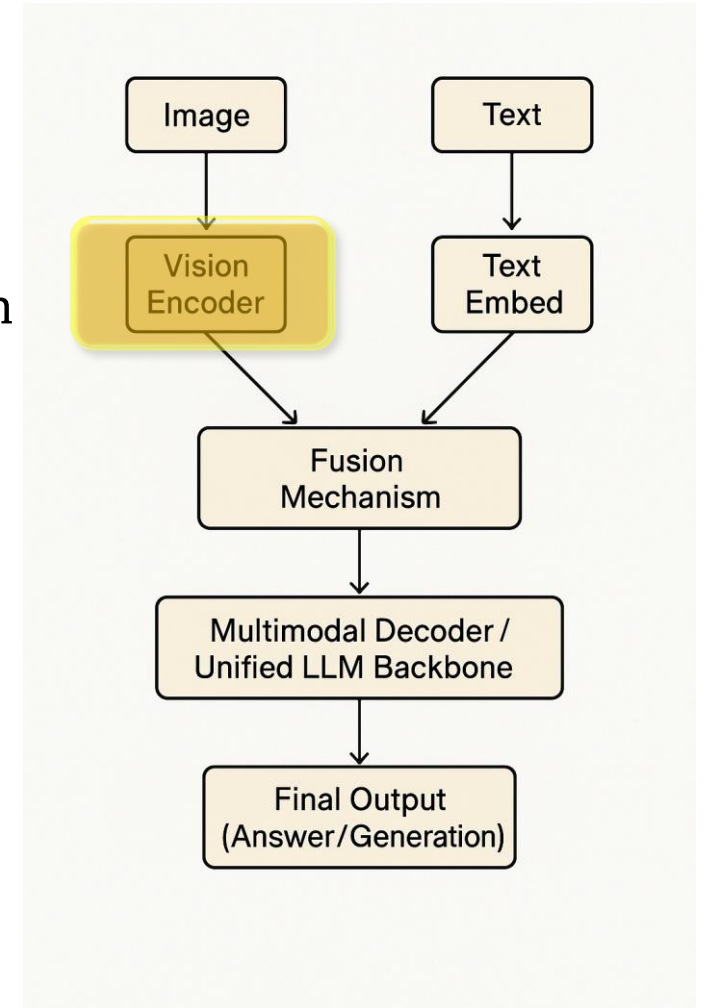 Image
Text
Vision
Encoder
Text
Embed
n
Fusion
Mechanism
Multimodal Decoder /
Unified LLM Backbone
Final Output
(Answer/Generation)